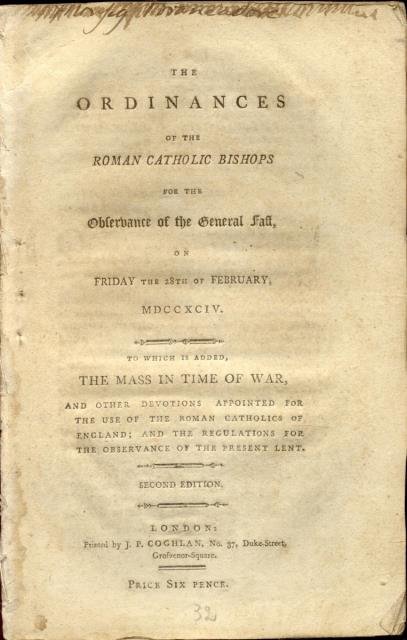 THE
ORDINANCES
OF THE
ROMAN CATHOLIC BISHOPS
FOR THE
Obſervance of the General Faſt,
ON
FRIDAY THE 28TH OF FEBRUARY,
MDCCXCIV.
TO WHICH IS ADDED,
THE MASS IN TIME OF WAR,
AND OTHER DEVOTIONS APPOINTED FOR
THE USE OF THE ROMAN CATHOLICS OF
ENGLAND; AND THE REGULATIONS FOR
THE OBSERVANCE OF THE PRESENT LENT.
SECOND EDITION.
LONDON:
Printed by J. P. COGHLAN, No. 37, Duke-Street,
Groſvenor-Square.
PRICE SIX PENCE.
32